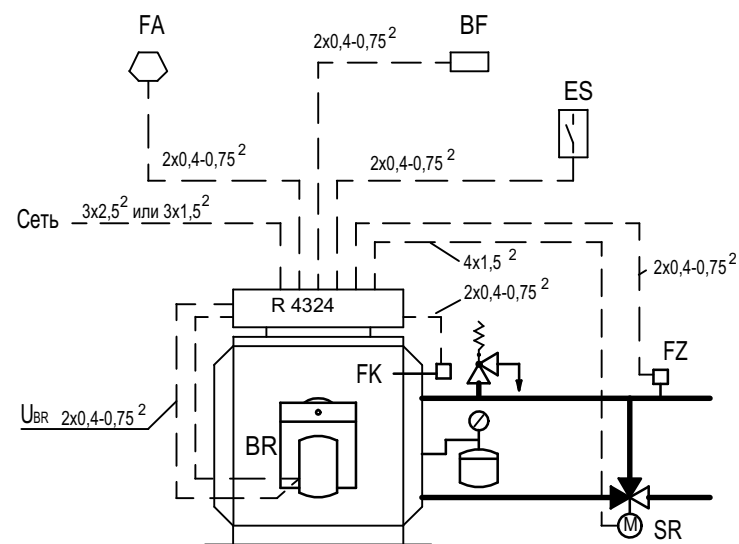 FA
BF
2x0,4-0,75²
ES
2x0,4-0,75²
2x0,4-0,75²
Сеть
3x2,5² или 3x1,5²
4x1,5²
2x0,4-0,75²
R 4324
2x0,4-0,75²
FK
FZ
UBR 2x0,4-0,75²
BR
M
SR